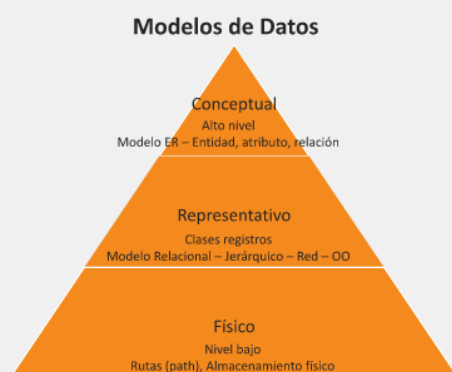 Modelos de Datos
Conceptual
Alto nivel
Modelo ER – Entidad, atributo, relación
Representativo
Clases registros
Modelo Relacional – Jerárquico – Red – OO
Físico
Nivel bajo
Rutas (path), Almacenamiento físico